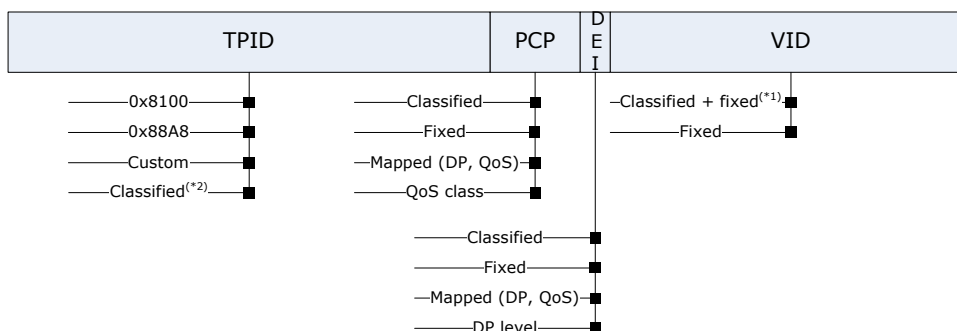 TPID PCP DEI VID
0x8100 Classified Classified + fixed(*1)
0x88A8 Fixed Fixed
Custom Mapped (DP, QoS)
Classified(*2) QoS class
Classified
Fixed
Mapped (DP, QoS)
DP level